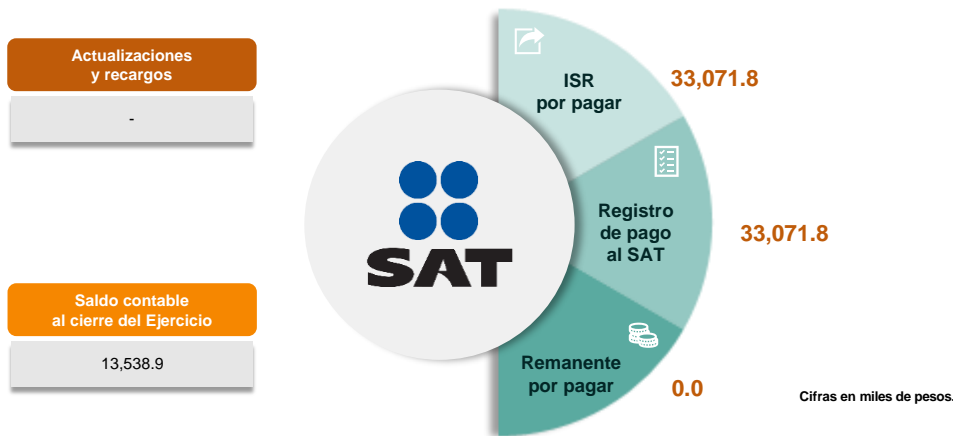 Actualizaciones
y recargos
-
Saldo contable
al cierre del Ejercicio
13,538.9
SAT
ISR
por pagar
33,071.8
Registro
de pago
al SAT
33,071.8
Remanente
por pagar
0.0
Cifras en miles de pesos.